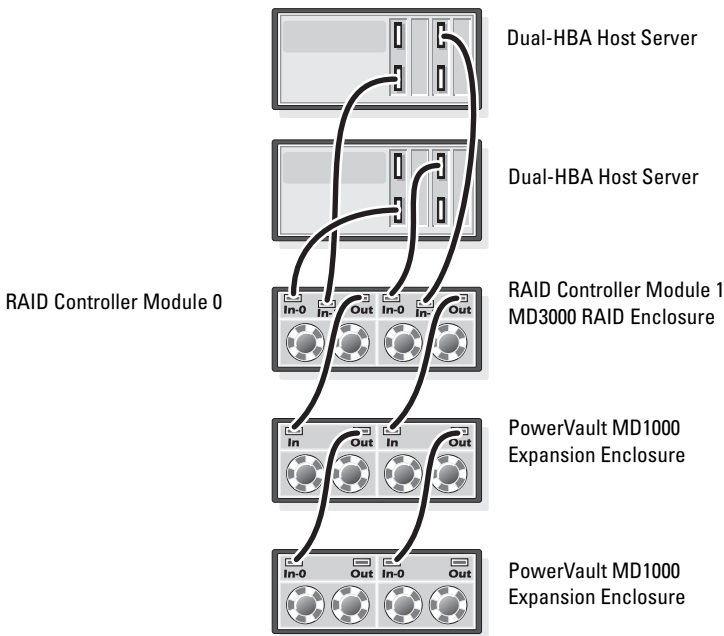 Dual-HBA Host Server
Dual-HBA Host Server
RAID Controller Module 0
RAID Controller Module 1
MD3000 RAID Enclosure
In-0 In- Out In-0 In- Out
PowerVault MD1000
Expansion Enclosure
In Out In Out
PowerVault MD1000
Expansion Enclosure
In-0 Out In-0 Out